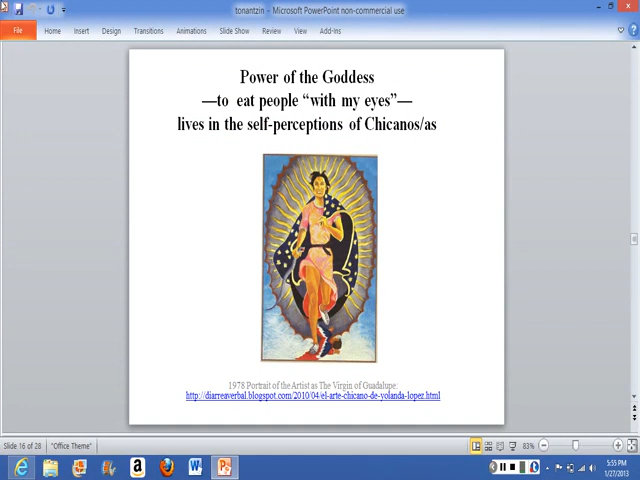 tonantzin - Microsoft PowerPoint non-commercial use
File Home Insert Design Transitions Animations Slide Show Review View Add-Ins
Power of the Goddess
—to eat people “with my eyes”—
lives in the self-perceptions of Chicanos/as
1978 Portrait of the Artist as The Virgin of Guadalupe:
http://diarreaverbal.blogspot.com/2010/04/el-arte-chicano-de-yolanda-lopez.html
Slide 16 of 28 "Office Theme" 83%
5:55 PM
1/27/2013